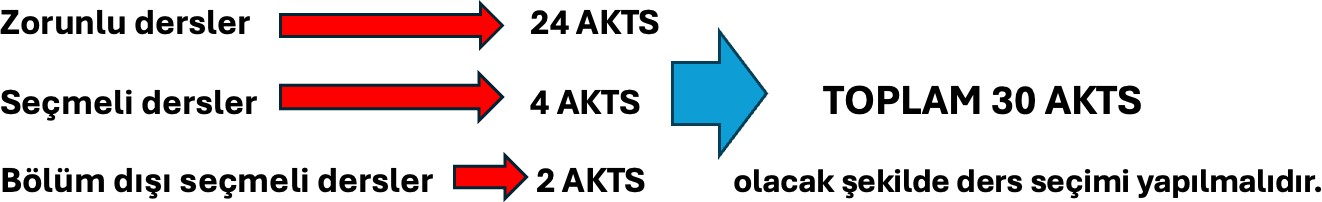 Zorunlu dersler 24 AKTS
Seçmeli dersler 4 AKTS
Bölüm dışı seçmeli dersler 2 AKTS
TOPLAM 30 AKTS
olacak şekilde ders seçimi yapılmalıdır.